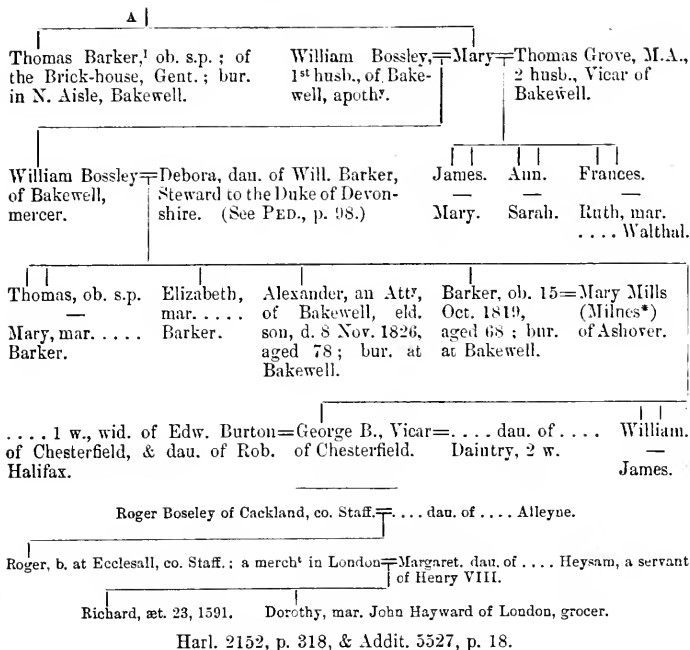 A
Thomas Barker,¹ ob. s.p. ; of
the Brick-house, Gent. ; bur.
in N. Aisle, Bakewell.
William Bossley,
1st husb., of Bake-
well, apothy.
Mary
Thomas Grove, M.A.,
2 husb., Vicar of
Bakewell.
William Bossley
of Bakewell,
mercer.
Debora, dau. of Will. Barker,
Steward to the Duke of Devon-
shire. (See PED., p. 98.)
James.
—
Mary.
Ann.
—
Sarah.
Frances.
—
Ruth, mar.
.... Walthal.
Thomas, ob. s.p.
—
Mary, mar. .....
Barker.
Elizabeth,
mar. .....
Barker.
Alexander, an Atty,
of Bakewell, eld.
son, d. 8 Nov. 1826,
aged 78 ; bur. at
Bakewell.
Barker, ob. 15
Oct. 1819,
aged 68 ; bur.
at Bakewell.
=Mary Mills
(Milnes*)
of Ashover.
.... 1 w., wid. of Edw. Burton
of Chesterfield, & dau. of Rob.
Halifax.
=George B., Vicar=
of Chesterfield.
.... dau. of ....
Daintry, 2 w.
William.
—
James.
Roger Boseley of Cackland, co. Staff. .... dau. of .... Alleyne.
Roger, b. at Ecclesall, co. Staff. ; a mercht in London
Margaret. dau. of .... Heysam, a servant
of Henry VIII.
Richard, æt. 23, 1591.
Dorothy, mar. John Hayward of London, grocer.
Harl. 2152, p. 318, & Addit. 5527, p. 18.